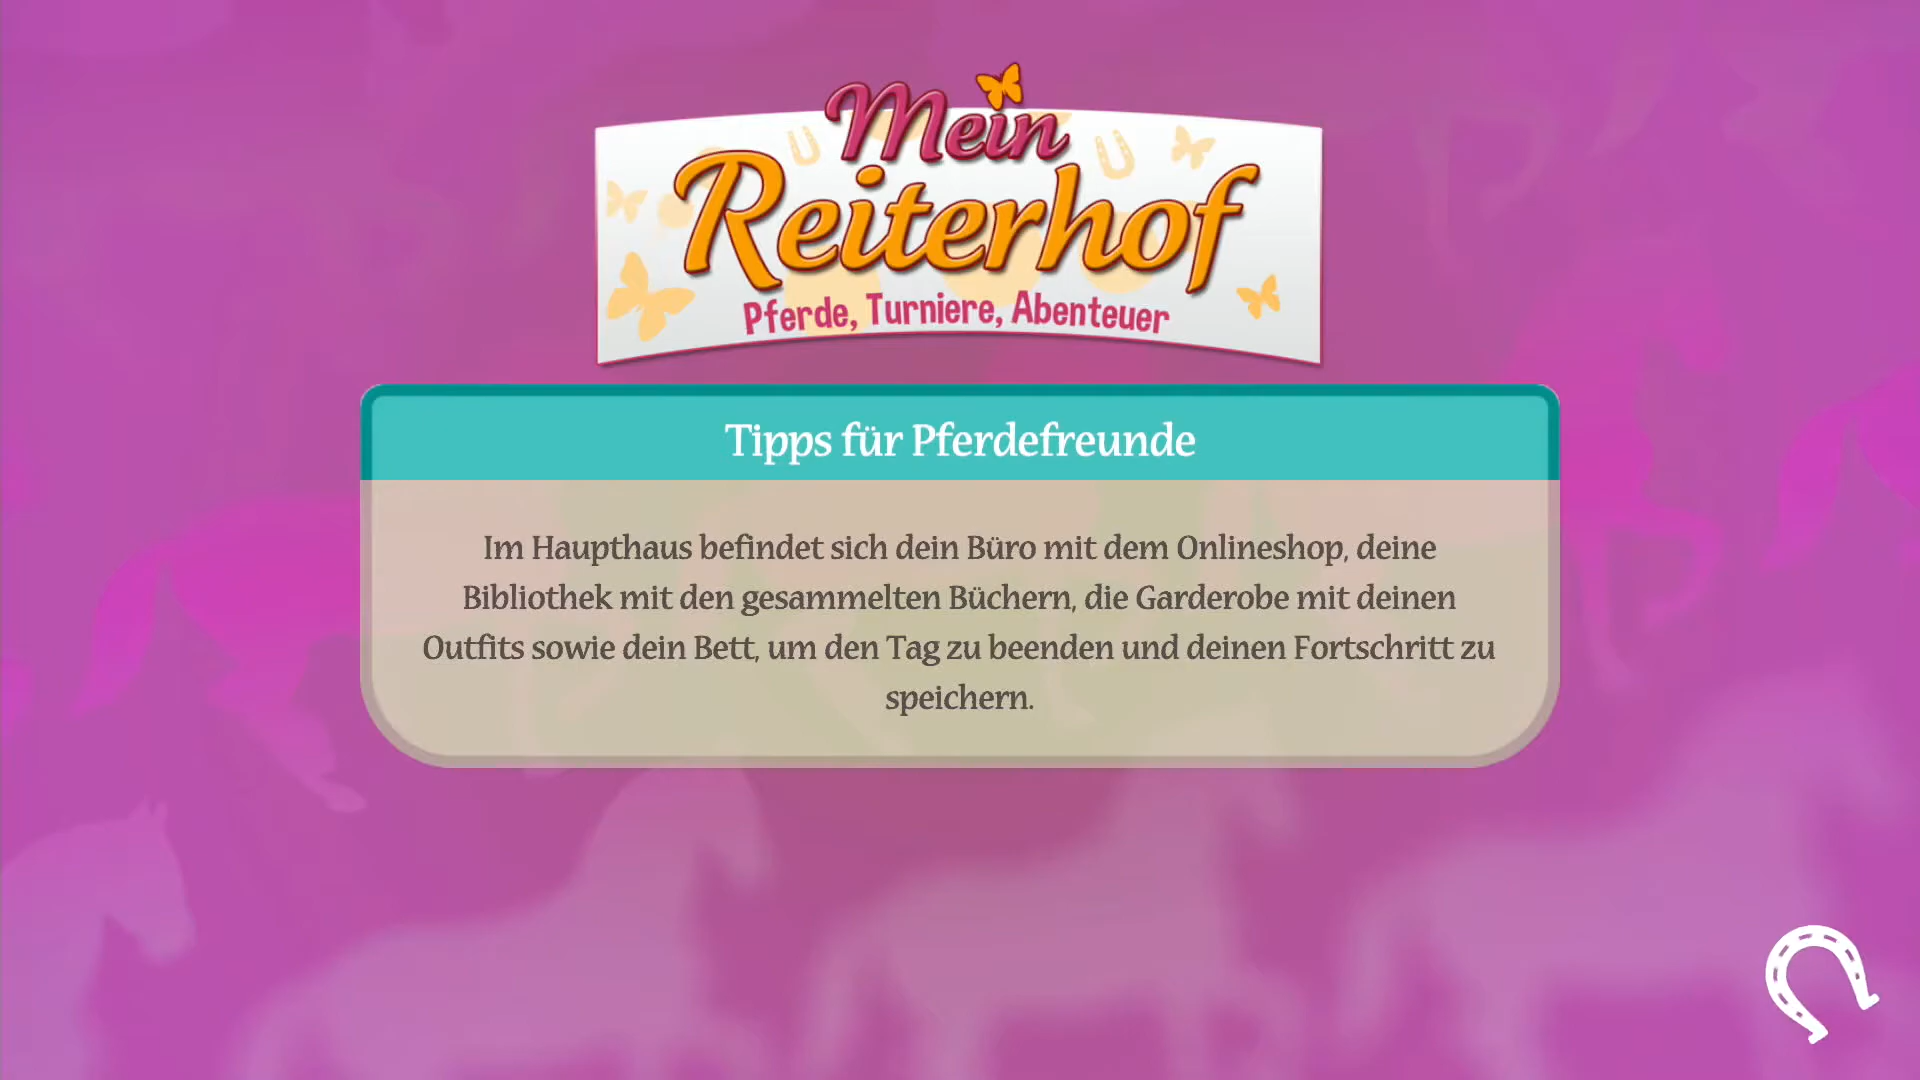 Mein
Reiterhof
Pferde, Turniere, Abenteuer
Tipps für Pferdefreunde
Im Haupthaus befindet sich dein Büro mit dem Onlineshop, deine
Bibliothek mit den gesammelten Büchern, die Garderobe mit deinen
Outfits sowie dein Bett, um den Tag zu beenden und deinen Fortschritt zu
speichern.